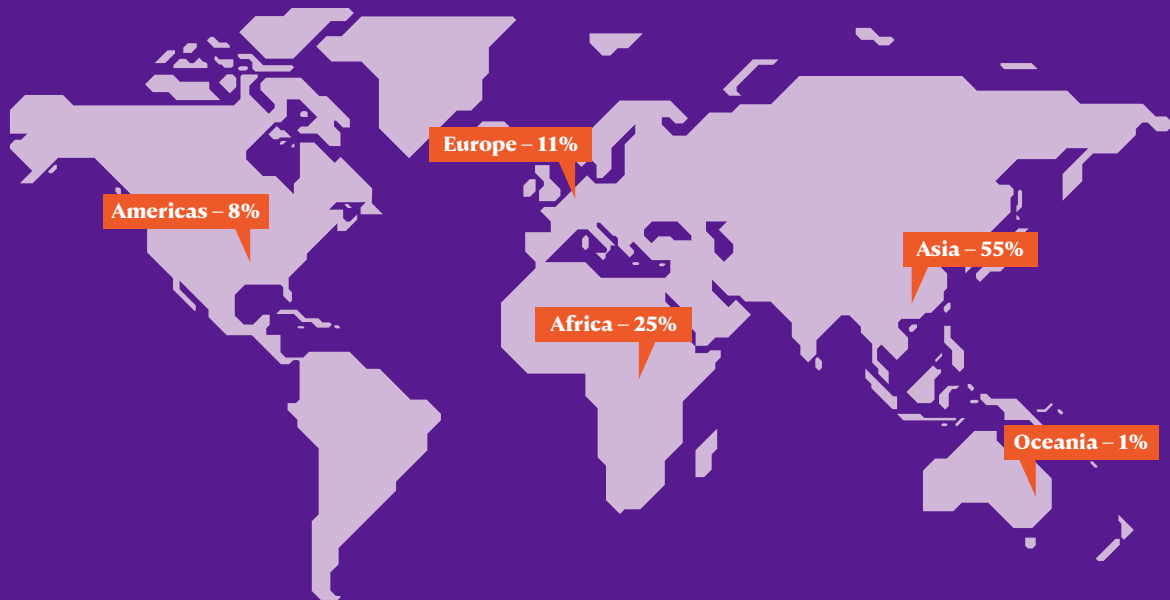 Europe – 11%
Americas – 8%
Asia – 55%
Africa – 25%
Oceania – 1%